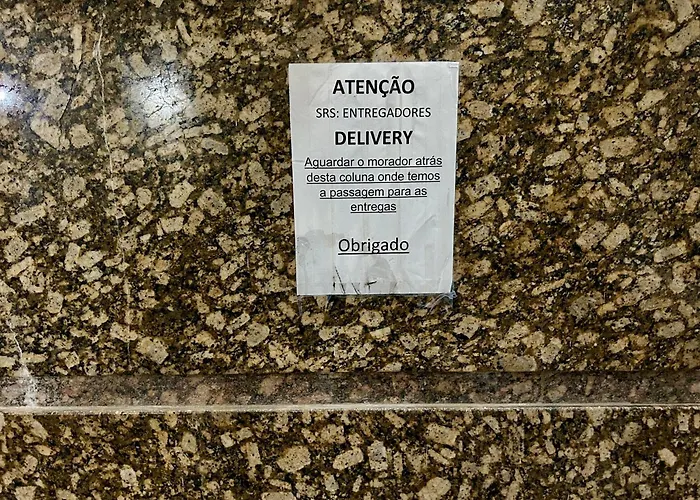 ATENÇÃO
SRS: ENTREGADORES
DELIVERY
Aguardar o morador atrás
desta coluna onde temos
a passagem para as
entregas
Obrigado